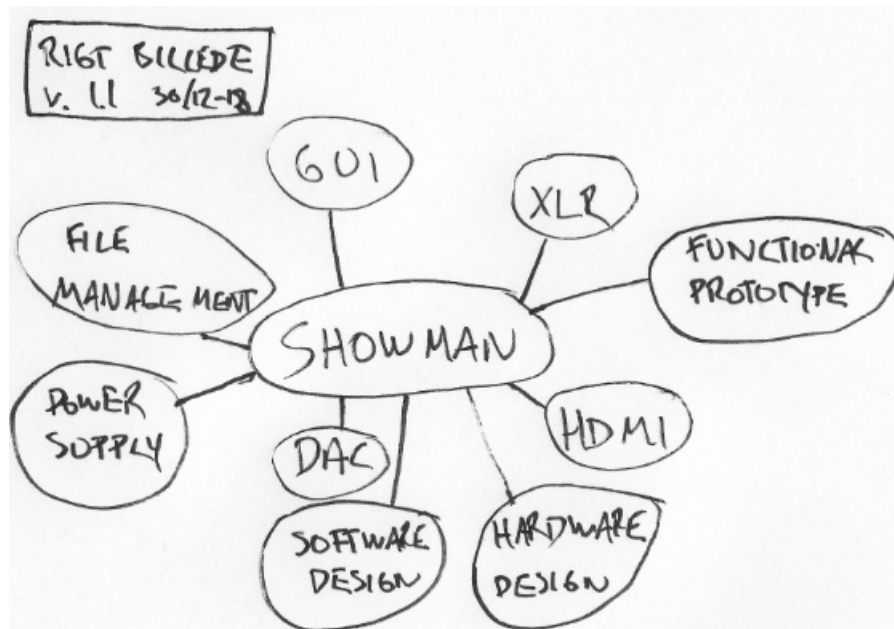 RIGT BILLEDE
v. 1.1 30/12-18
GUI
XLR
FILE
MANAGEMENT
FUNCTIONAL
PROTOTYPE
SHOWMAN
POWER
SUPPLY
DAC
HDMI
SOFTWARE
DESIGN
HARDWARE
DESIGN